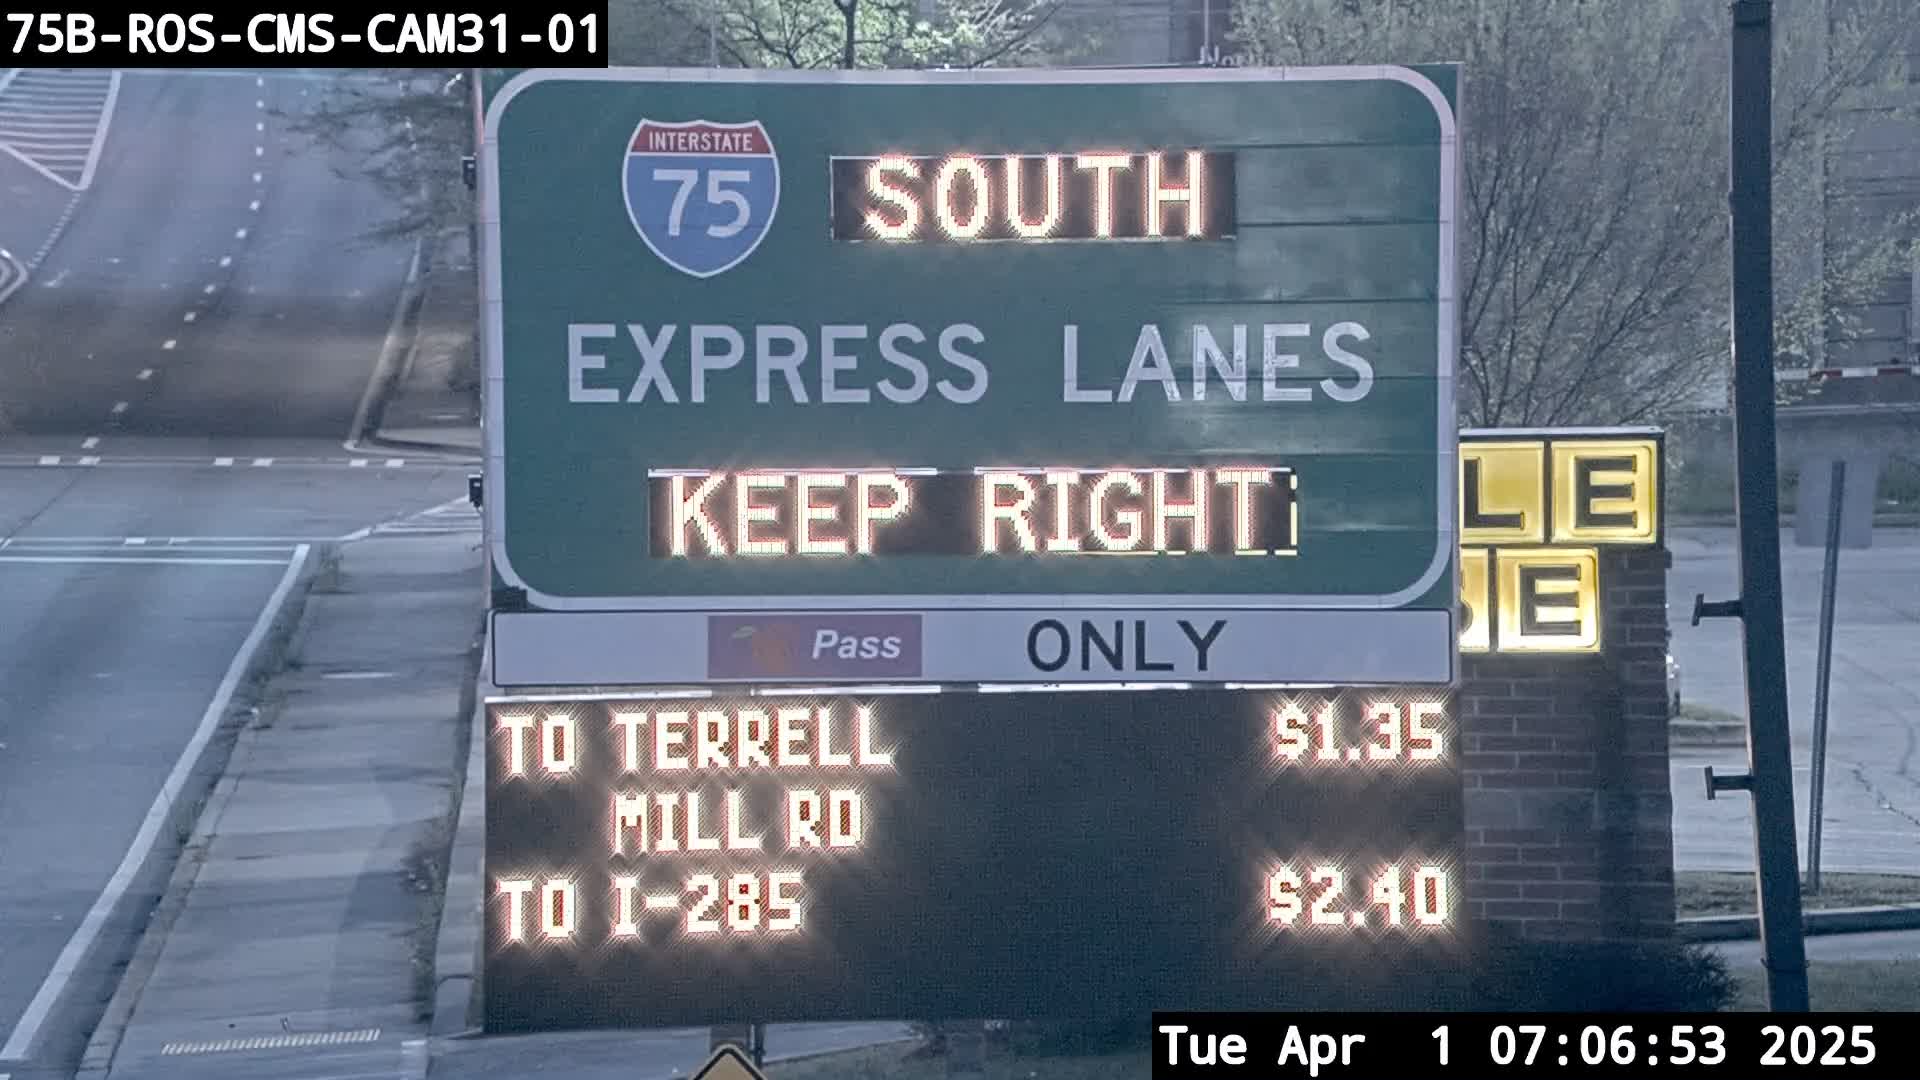 75B-ROS-CMS-CAM31-01
INTERSTATE
75
SOUTH
EXPRESS LANES
KEEP RIGHT
Pass ONLY
LE
E
TO TERRELL $1.35
MILL RD
TO I-285 $2.40
Tue Apr 1 07:06:53 2025